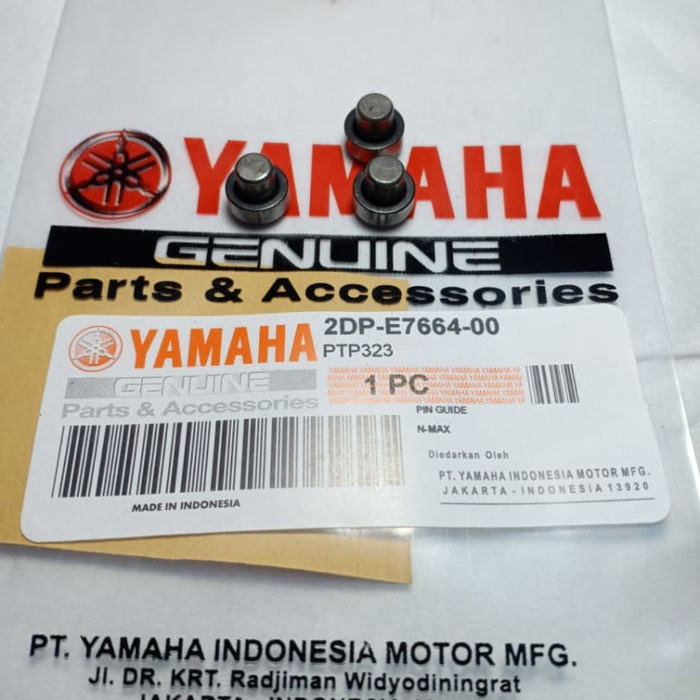 YAMAHA
GENUINE
Parts & Accessories
YAMAHA
GENUINE
Parts & Accessories
MADE IN INDONESIA
2DP-E7664-00
PTP323
1 PC
PIN GUIDE
N-MAX
Diedarkan Oleh
PT. YAMAHA INDONESIA MOTOR MFG.
JAKARTA - INDONESIA 13920
PT. YAMAHA INDONESIA MOTOR MFG.
Jl. DR. KRT. Radjiman Widyodiningrat